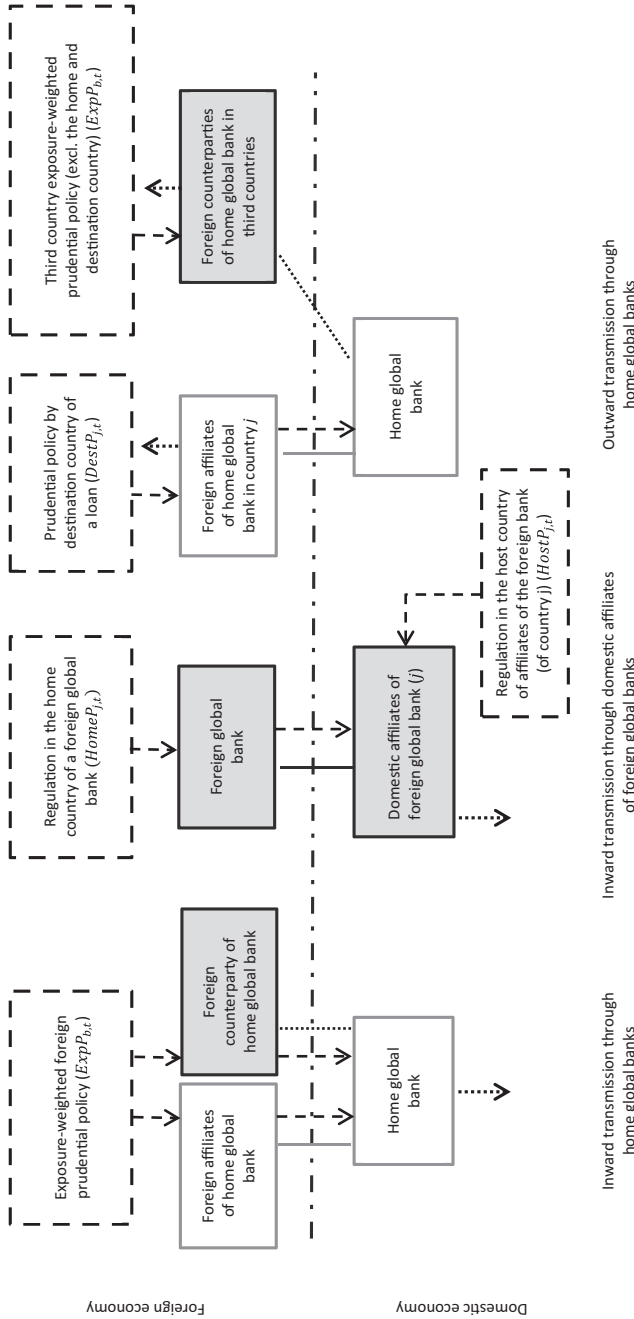 Foreign economy
Domestic economy
Exposure-weighted foreign
prudential policy (ExpP_{b,t})
Foreign affiliates
of home global
bank
Foreign
counterparty of
home global bank
Home global
bank
Inward transmission through
home global banks
Regulation in the home
country of a foreign global
bank (HomeP_{j,t})
Foreign global
bank
Domestic affiliates of
foreign global bank (j)
Regulation in the host country
of affiliates of the foreign bank
(of country j) (HostP_{j,t})
Inward transmission through domestic affiliates
of foreign global banks
Prudential policy by
destination country of
a loan (DestP_{j,t})
Foreign affiliates
of home global
bank in country j
Third country exposure-weighted
prudential policy (excl. the home and
destination country) (ExpP_{b,t})
Foreign counterparties
of home global bank in
third countries
Home global
bank
Outward transmission through
home global banks